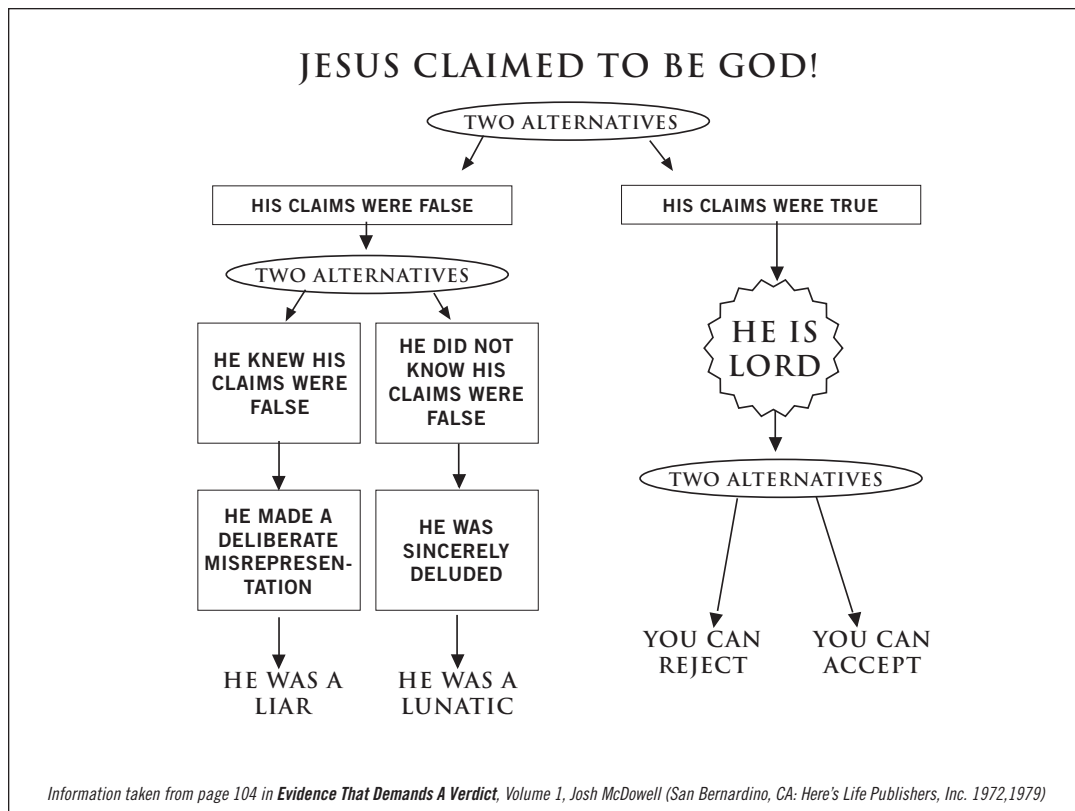 JESUS CLAIMED TO BE GOD!
TWO ALTERNATIVES
HIS CLAIMS WERE FALSE
HIS CLAIMS WERE TRUE
TWO ALTERNATIVES
HE KNEW HIS
CLAIMS WERE
FALSE
HE DID NOT
KNOW HIS
CLAIMS WERE
FALSE
HE IS
LORD
TWO ALTERNATIVES
HE MADE A
DELIBERATE
MISREPRESEN-
TATION
HE WAS
SINCERELY
DELUDED
YOU CAN
REJECT
YOU CAN
ACCEPT
HE WAS A
LIAR
HE WAS A
LUNATIC
Information taken from page 104 in Evidence That Demands A Verdict, Volume 1, Josh McDowell (San Bernardino, CA: Here's Life Publishers, Inc. 1972,1979)